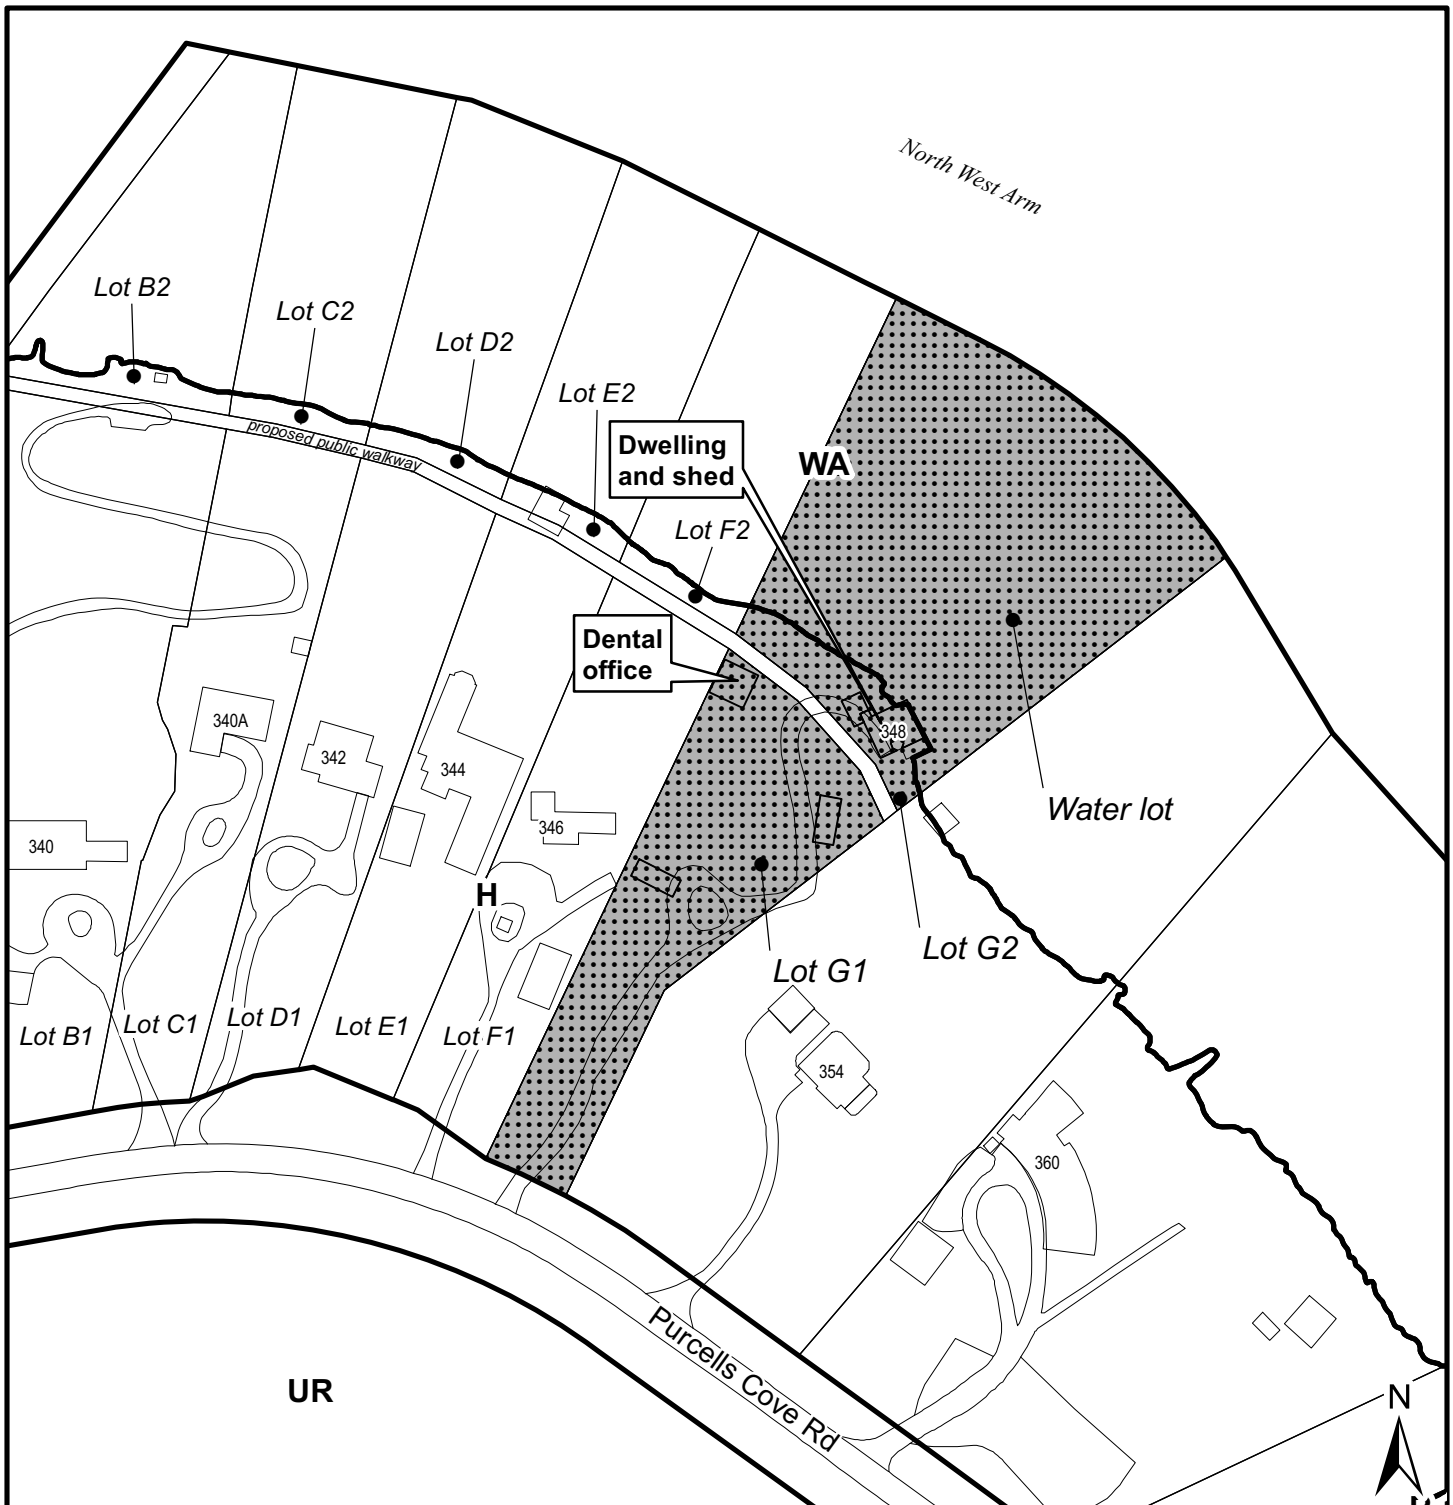 North West Arm
Lot B2
Lot C2
Lot D2
Lot E2
proposed public walkway
Dwelling
and shed
WA
Lot F2
Dental
office
340A
342
344
346
340
348
Water lot
H
Lot G2
Lot G1
Lot B1
Lot C1
Lot D1
Lot E1
Lot F1
354
360
Purcells Cove Rd
UR
N